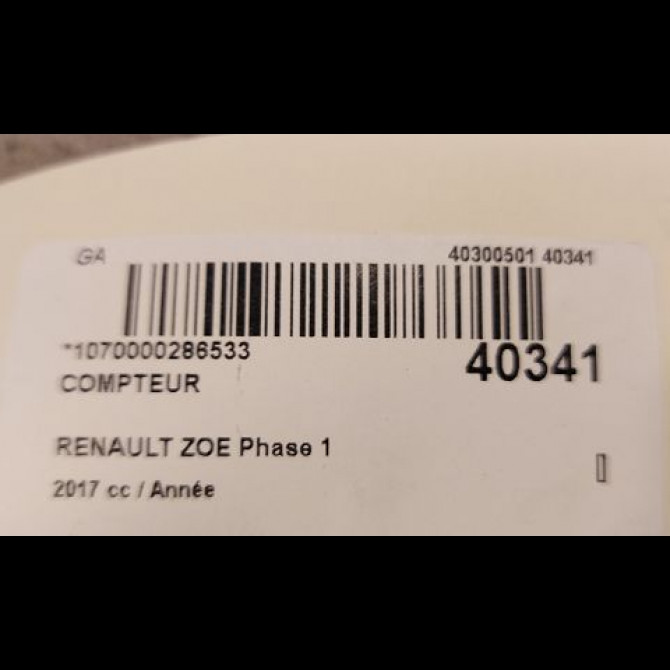 GA 40300501 40341
*1070000286533 40341
COMPTEUR
RENAULT ZOE Phase 1
2017 cc / Année